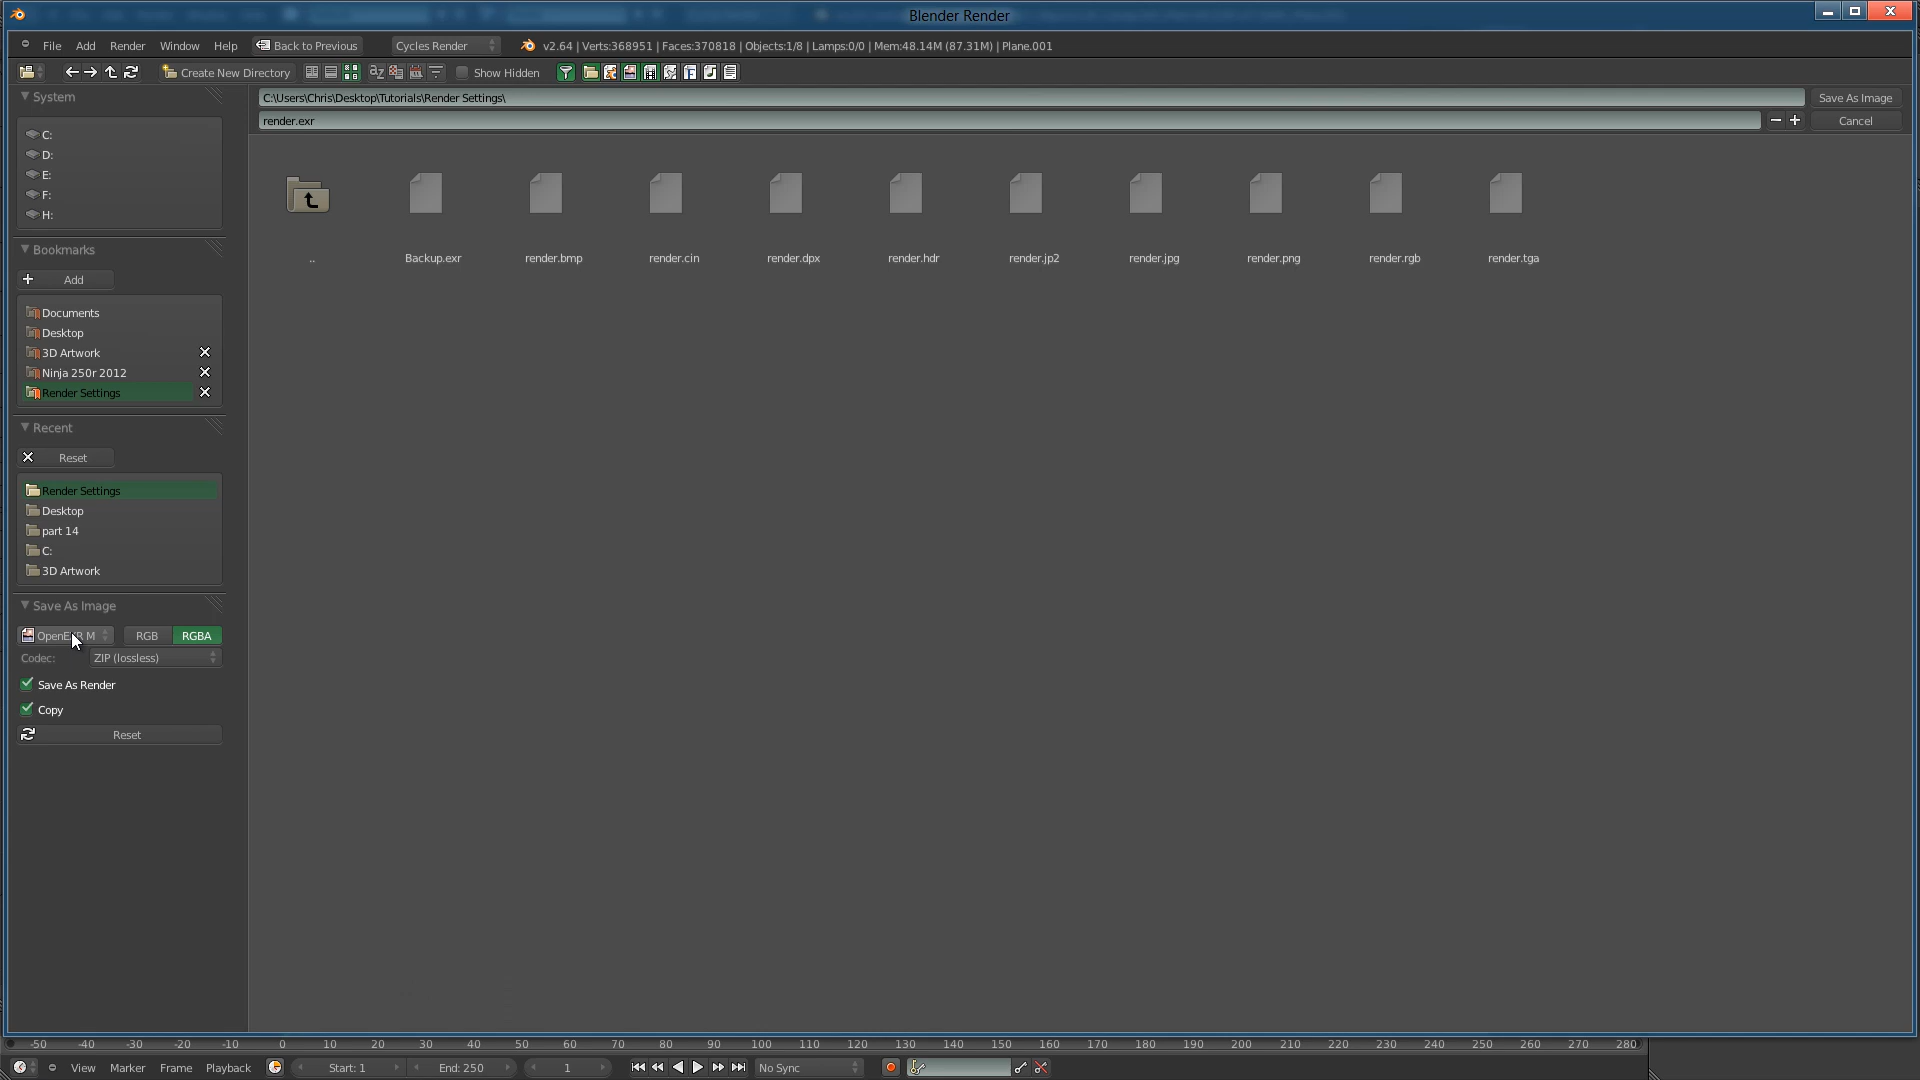 Blender Render
File Add Render Window Help Back to Previous Cycles Render v2.64 | Verts:368951 | Faces:370818 | Objects:1/8 | Lamps:0/0 | Mem:48.14M (87.31M) | Plane.001
Create New Directory Show Hidden
System
C:
D:
E:
F:
H:
Bookmarks
Add
Documents
Desktop
3D Artwork
Ninja 250r 2012
Render Settings
Recent
Reset
Render Settings
Desktop
part 14
C:
3D Artwork
Save As Image
OpenEXR M RGB RGBA
Codec: ZIP (lossless)
Save As Render
Copy
Reset
C:\Users\Chris\Desktop\Tutorials\Render Settings\ Save As Image
render.exr Cancel
.. Backup.exr render.bmp render.cin render.dpx render.hdr render.jp2 render.jpg render.png render.rgb render.tga
-50 -40 -30 -20 -10 0 10 20 30 40 50 60 70 80 90 100 110 120 130 140 150 160 170 180 190 200 210 220 230 240 250 260 270 280
View Marker Frame Playback Start: 1 End: 250 1 No Sync